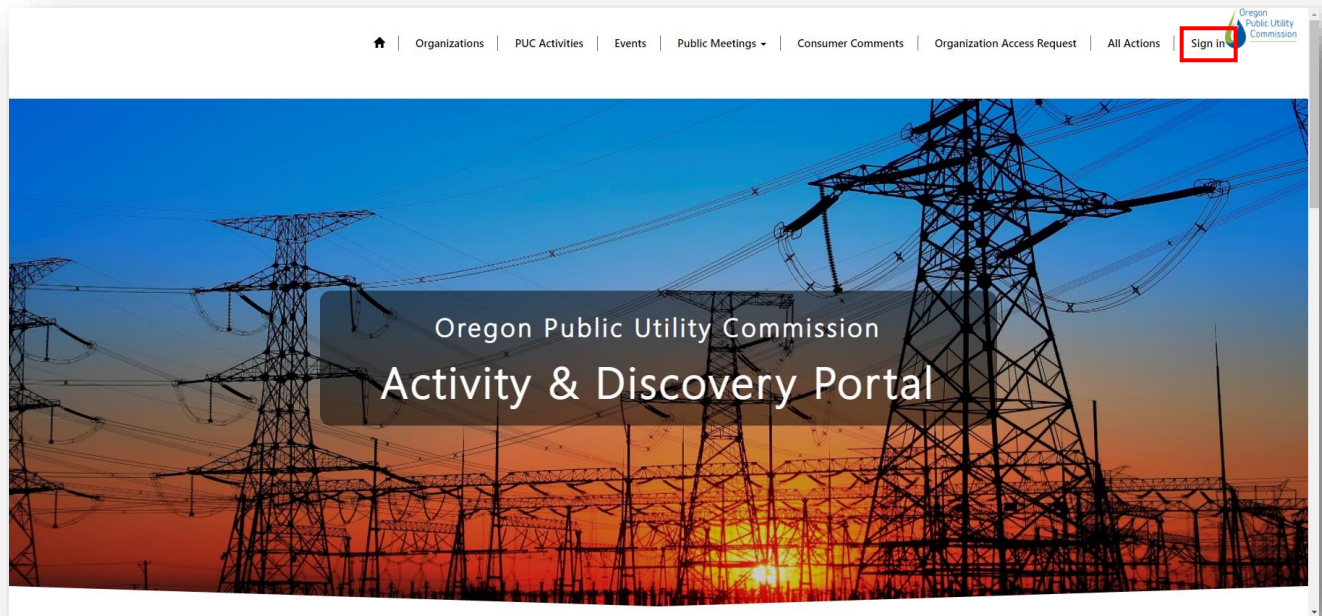 Organizations PUC Activities Events Public Meetings Consumer Comments Organization Access Request All Actions Sign in
Oregon
Public Utility
Commission
Oregon Public Utility Commission
Activity & Discovery Portal